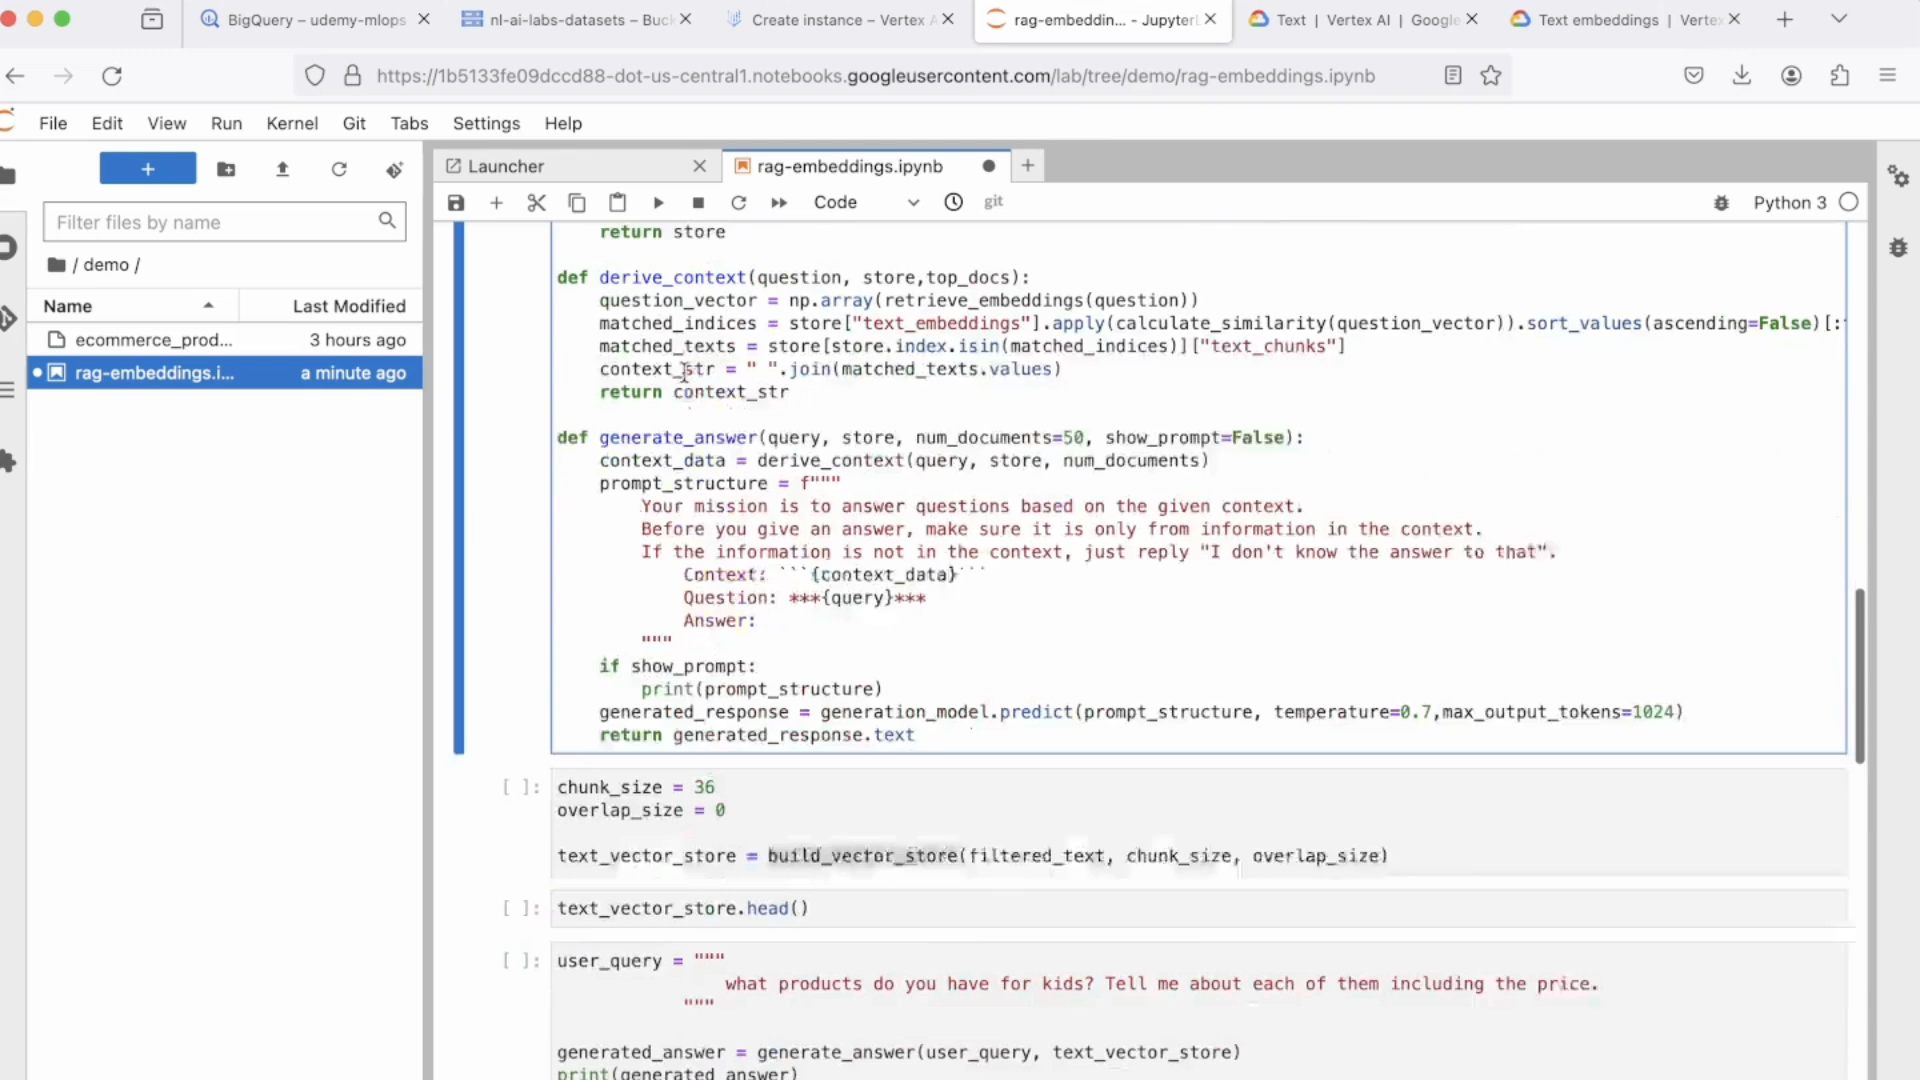 BigQuery – udemy-mlops
nl-ai-labs-datasets – Buck
Create instance – Vertex A
rag-embeddin... - Jupyter
Text | Vertex AI | Google
Text embeddings | Vertex
https://1b5133fe09dccd88-dot-us-central1.notebooks.googleusercontent.com/lab/tree/demo/rag-embeddings.ipynb
File Edit View Run Kernel Git Tabs Settings Help
Launcher
rag-embeddings.ipynb
Code
git
Python 3
Filter files by name
/ demo /
Name Last Modified
ecommerce_prod... 3 hours ago
rag-embeddings.i... a minute ago
return store
def derive_context(question, store,top_docs):
question_vector = np.array(retrieve_embeddings(question))
matched_indices = store["text_embeddings"].apply(calculate_similarity(question_vector)).sort_values(ascending=False)[:
matched_texts = store[store.index.isin(matched_indices)]["text_chunks"]
context_str = " ".join(matched_texts.values)
return context_str
def generate_answer(query, store, num_documents=50, show_prompt=False):
context_data = derive_context(query, store, num_documents)
prompt_structure = f"""
Your mission is to answer questions based on the given context.
Before you give an answer, make sure it is only from information in the context.
If the information is not in the context, just reply "I don't know the answer to that".
Context: ```{context_data}```
Question: ***{query}***
Answer:
"""
if show_prompt:
print(prompt_structure)
generated_response = generation_model.predict(prompt_structure, temperature=0.7,max_output_tokens=1024)
return generated_response.text
[ ]: chunk_size = 36
overlap_size = 0
text_vector_store = build_vector_store(filtered_text, chunk_size, overlap_size)
[ ]: text_vector_store.head()
[ ]: user_query = """
what products do you have for kids? Tell me about each of them including the price.
"""
generated_answer = generate_answer(user_query, text_vector_store)
print(generated_answer)